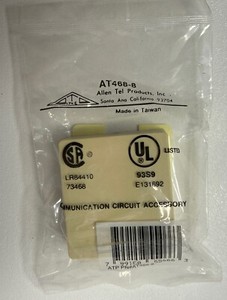 AT468-8
Allen Tel Products, Inc.
Santa Ana California 92704
Made in Taiwan
LISTED
LR84410
93S9
73468
E131692
COMMUNICATION CIRCUIT ACCESSORY